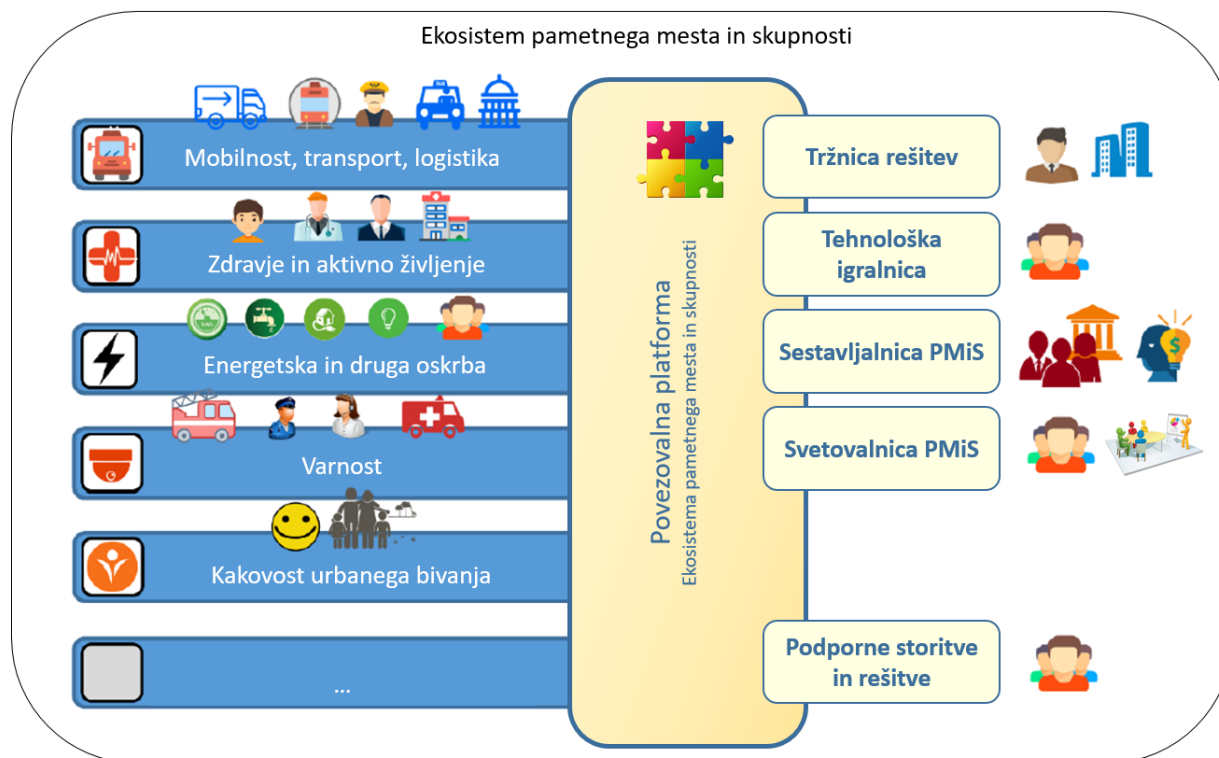 Ekosistem pametnega mesta in skupnosti
Mobilnost, transport, logistika
Zdravje in aktivno življenje
Energetska in druga oskrba
Varnost
Kakovost urbanega bivanja
...
Povezovalna platforma
Ekosistema pametnega mesta in skupnosti
Tržnica rešitev
Tehnološka
igralnica
Sestavljalnica PMiS
Svetovalnica PMiS
Podporne storitve
in rešitve